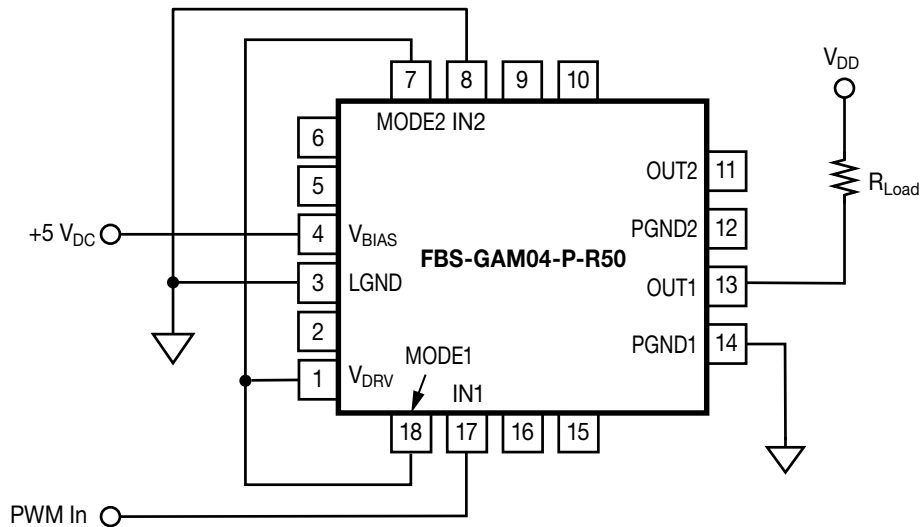 7 8 9 10
MODE2 IN2
V_DD
6
5
OUT2 11
R_Load
+5 V_DC
4 V_BIAS
PGND2 12
FBS-GAM04-P-R50
3 LGND
OUT1 13
2
PGND1 14
MODE1
1 V_DRV
IN1
18 17 16 15
PWM In